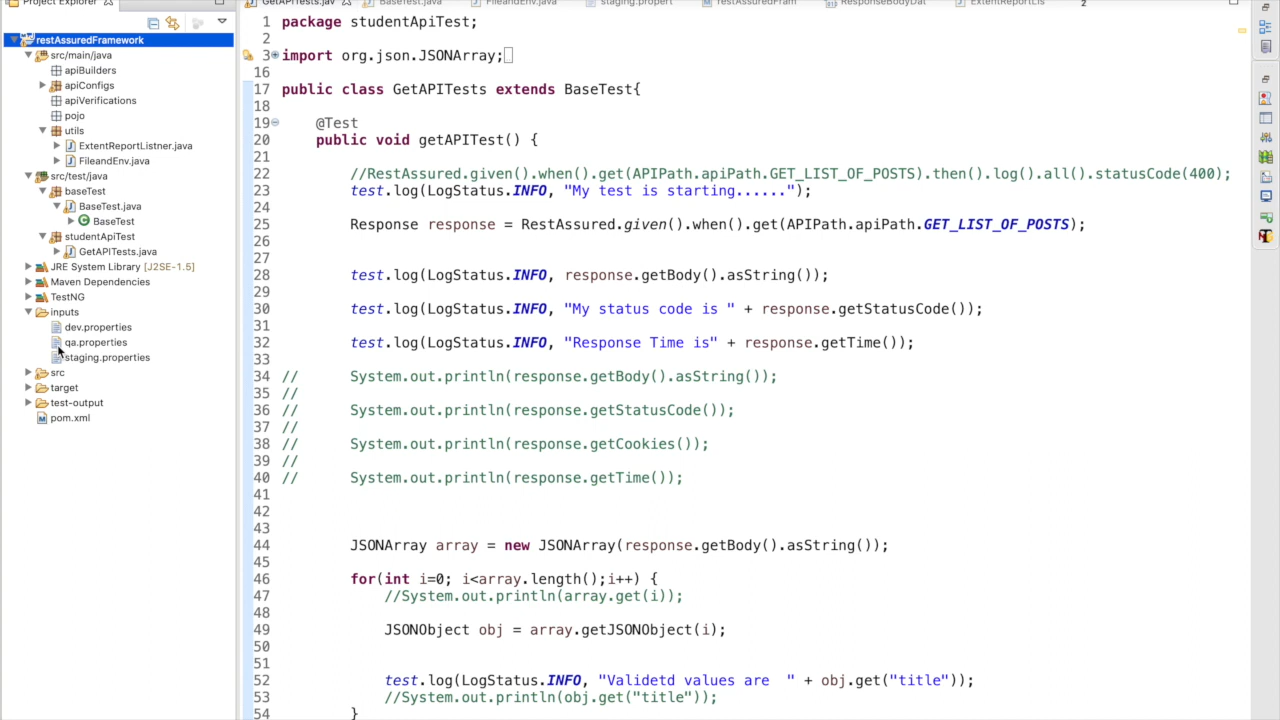 Project Explorer
GetAPITests.jav
BaseTest.java
FileandEnv.java
staging.propert
restAssuredFram
ResponseBodyDat
ExtentReportLis
2
restAssuredFramework
src/main/java
apiBuilders
apiConfigs
apiVerifications
pojo
utils
ExtentReportListner.java
FileandEnv.java
src/test/java
baseTest
BaseTest.java
BaseTest
studentApiTest
GetAPITests.java
JRE System Library [J2SE-1.5]
Maven Dependencies
TestNG
inputs
dev.properties
qa.properties
staging.properties
src
target
test-output
pom.xml
1 package studentApiTest;
2
3 import org.json.JSONArray;
16
17 public class GetAPITests extends BaseTest{
18
19 @Test
20 public void getAPITest() {
21
22 //RestAssured.given().when().get(APIPath.apiPath.GET_LIST_OF_POSTS).then().log().all().statusCode(400);
23 test.log(LogStatus.INFO, "My test is starting......");
24
25 Response response = RestAssured.given().when().get(APIPath.apiPath.GET_LIST_OF_POSTS);
26
27
28 test.log(LogStatus.INFO, response.getBody().asString());
29
30 test.log(LogStatus.INFO, "My status code is " + response.getStatusCode());
31
32 test.log(LogStatus.INFO, "Response Time is" + response.getTime());
33
34 // System.out.println(response.getBody().asString());
35 //
36 // System.out.println(response.getStatusCode());
37 //
38 // System.out.println(response.getCookies());
39 //
40 // System.out.println(response.getTime());
41
42
43
44 JSONArray array = new JSONArray(response.getBody().asString());
45
46 for(int i=0; i<array.length();i++) {
47 //System.out.println(array.get(i));
48
49 JSONObject obj = array.getJSONObject(i);
50
51
52 test.log(LogStatus.INFO, "Validetd values are " + obj.get("title"));
53 //System.out.println(obj.get("title"));
54 }